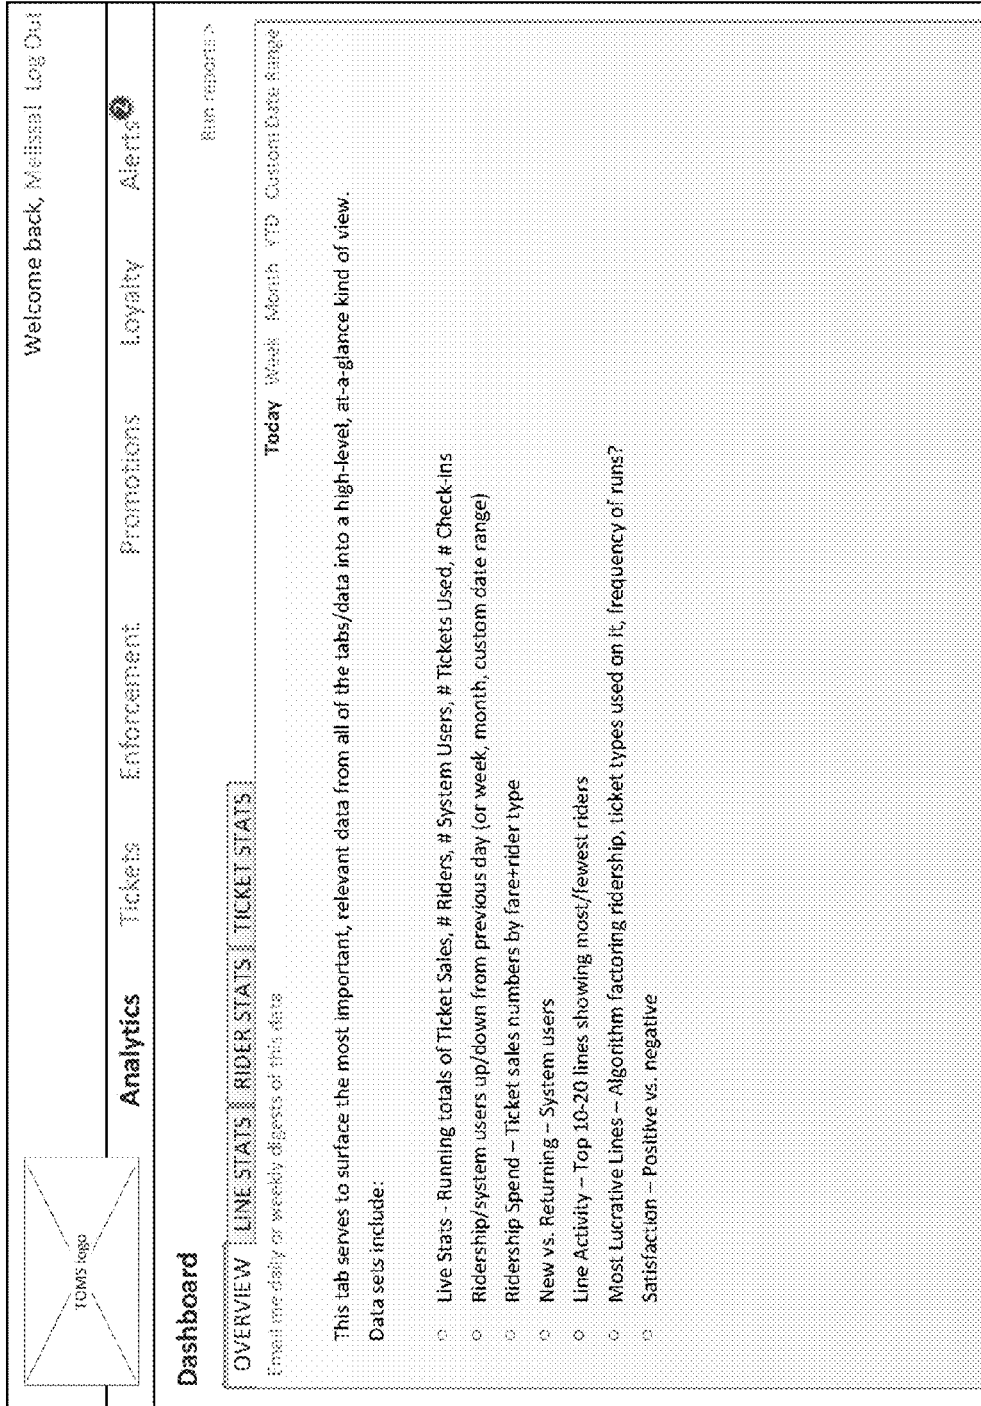 Welcome back, Melissa! Log Out
TOMS logo
Analytics Tickets Enforcement Promotions Loyalty Alerts 2
Dashboard
Run reports >
OVERVIEW LINE STATS RIDER STATS TICKET STATS
Email me daily or weekly digests of this data Today Week Month YTD Custom Date Range
This tab serves to surface the most important, relevant data from all of the tabs/data into a high-level, at-a-glance kind of view.
Data sets include:
○ Live Stats - Running totals of Ticket Sales, # Riders, # System Users, # Tickets Used, # Check-ins
○ Ridership/system users up/down from previous day (or week, month, custom date range)
○ Ridership Spend – Ticket sales numbers by fare+rider type
○ New vs. Returning – System users
○ Line Activity – Top 10-20 lines showing most/fewest riders
○ Most Lucrative Lines – Algorithm factoring ridership, ticket types used on it, frequency of runs?
○ Satisfaction – Positive vs. negative